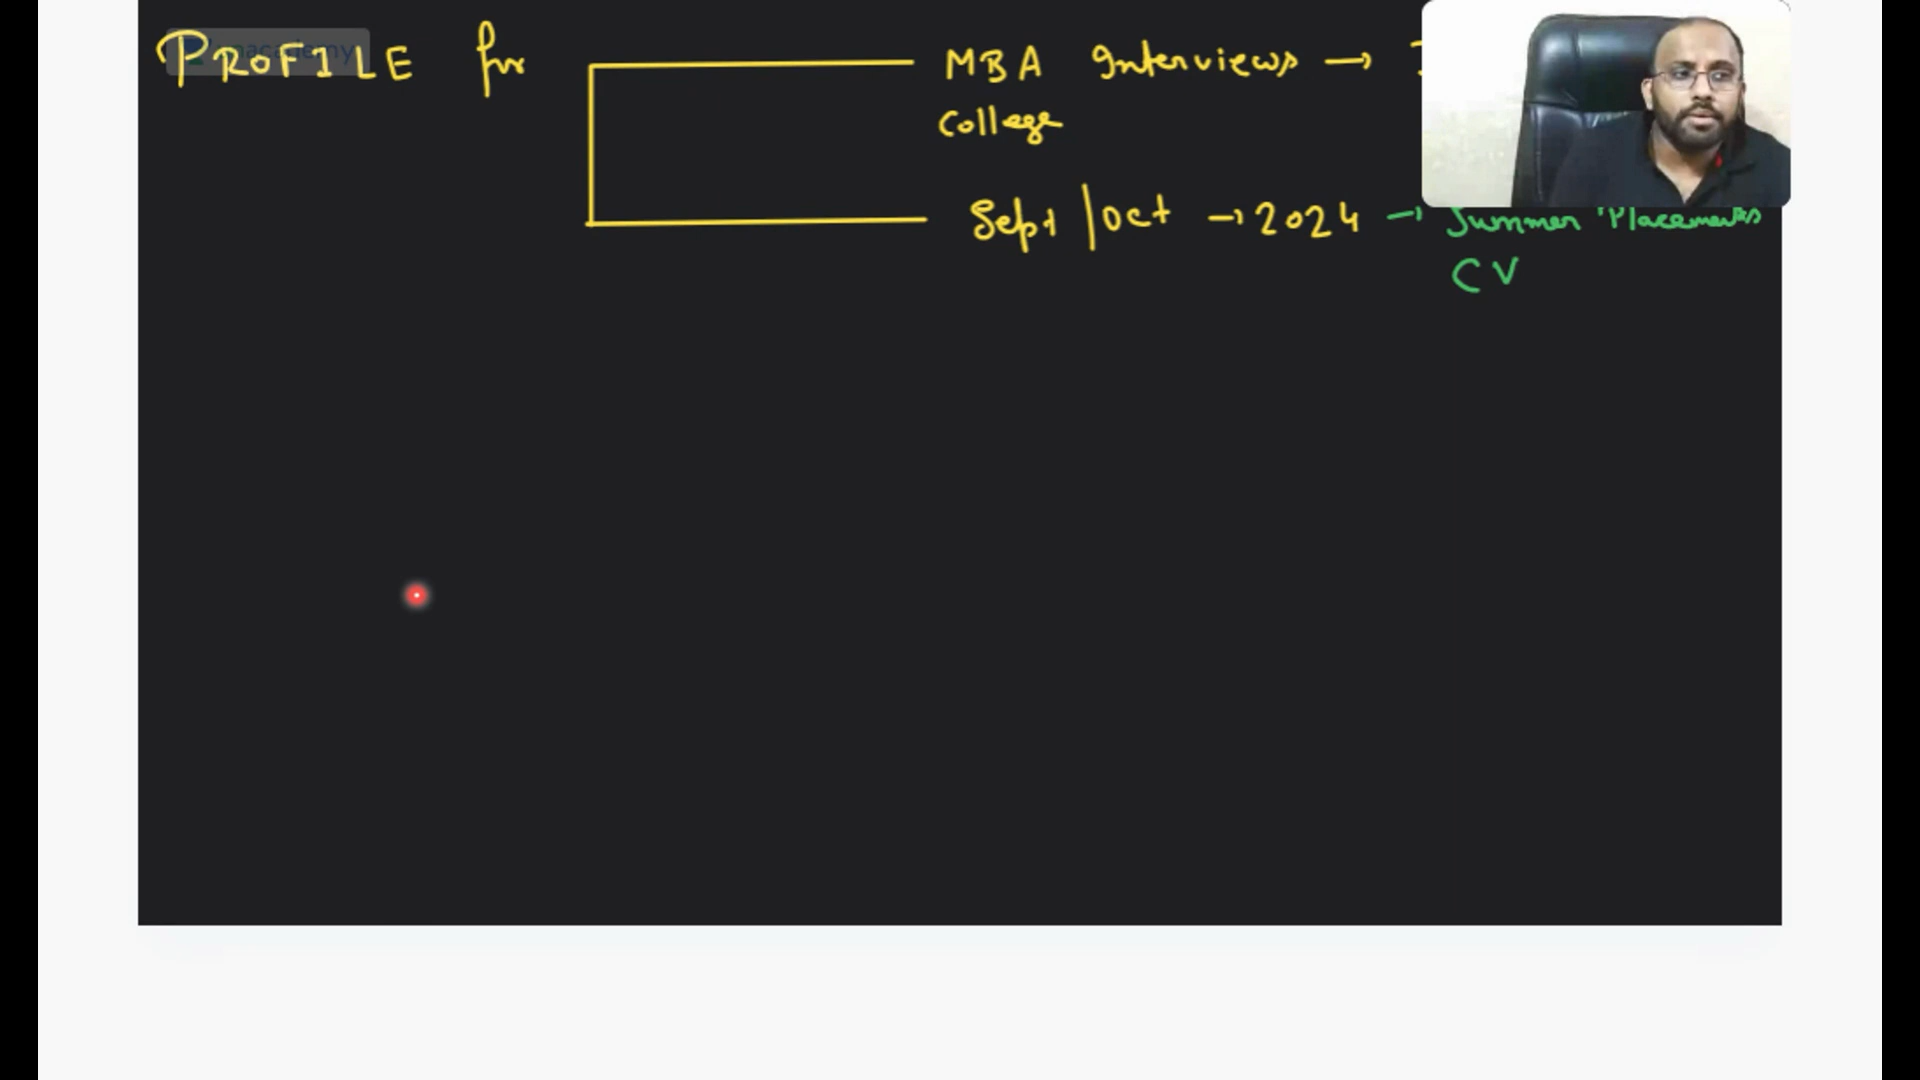 PROFILE for MBA Interviews →
College
Sept / Oct → 2024 → Summer Placements
CV